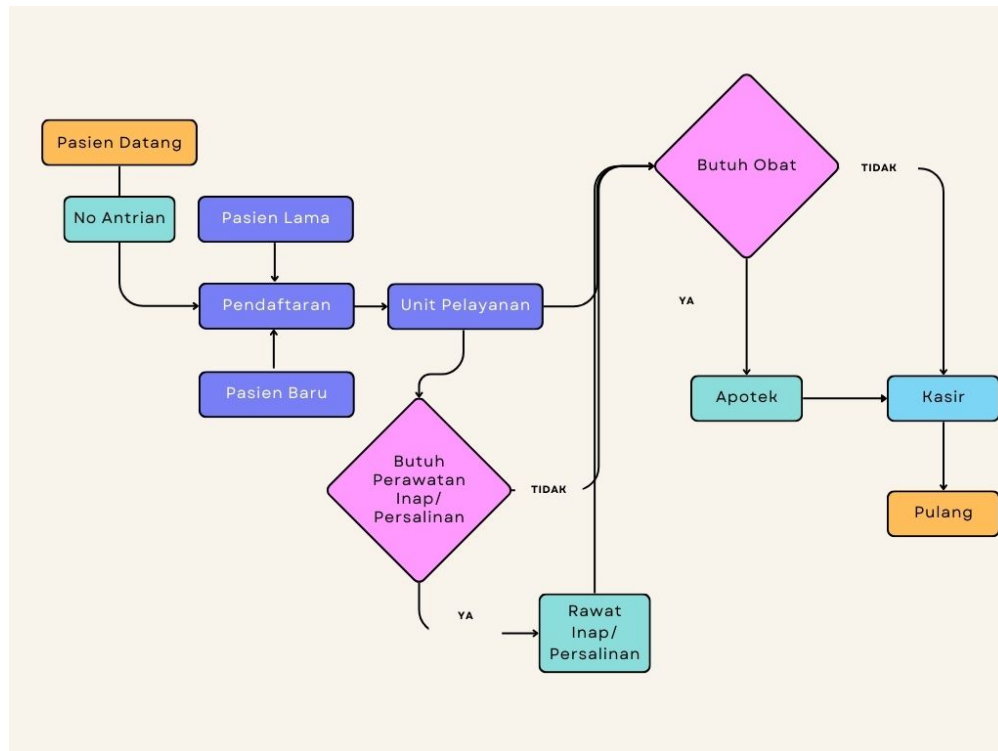 Pasien Datang
No Antrian
Pasien Lama
Pendaftaran
Unit Pelayanan
Pasien Baru
Butuh
Perawatan
Inap/
Persalinan
TIDAK
YA
Rawat
Inap/
Persalinan
Butuh Obat
TIDAK
YA
Apotek
Kasir
Pulang